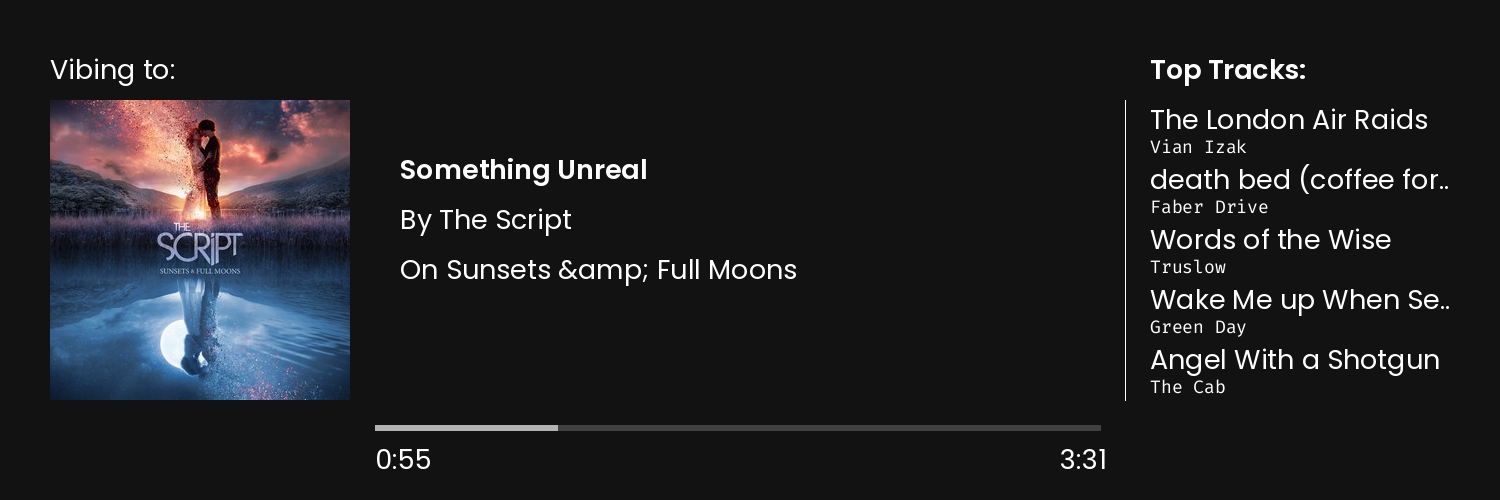 Vibing to:
THE
SCRIPT
SUNSETS & FULL MOONS
Something Unreal
By The Script
On Sunsets &amp; Full Moons
0:55
3:31
Top Tracks:
The London Air Raids
Vian Izak
death bed (coffee for..
Faber Drive
Words of the Wise
Truslow
Wake Me up When Se..
Green Day
Angel With a Shotgun
The Cab